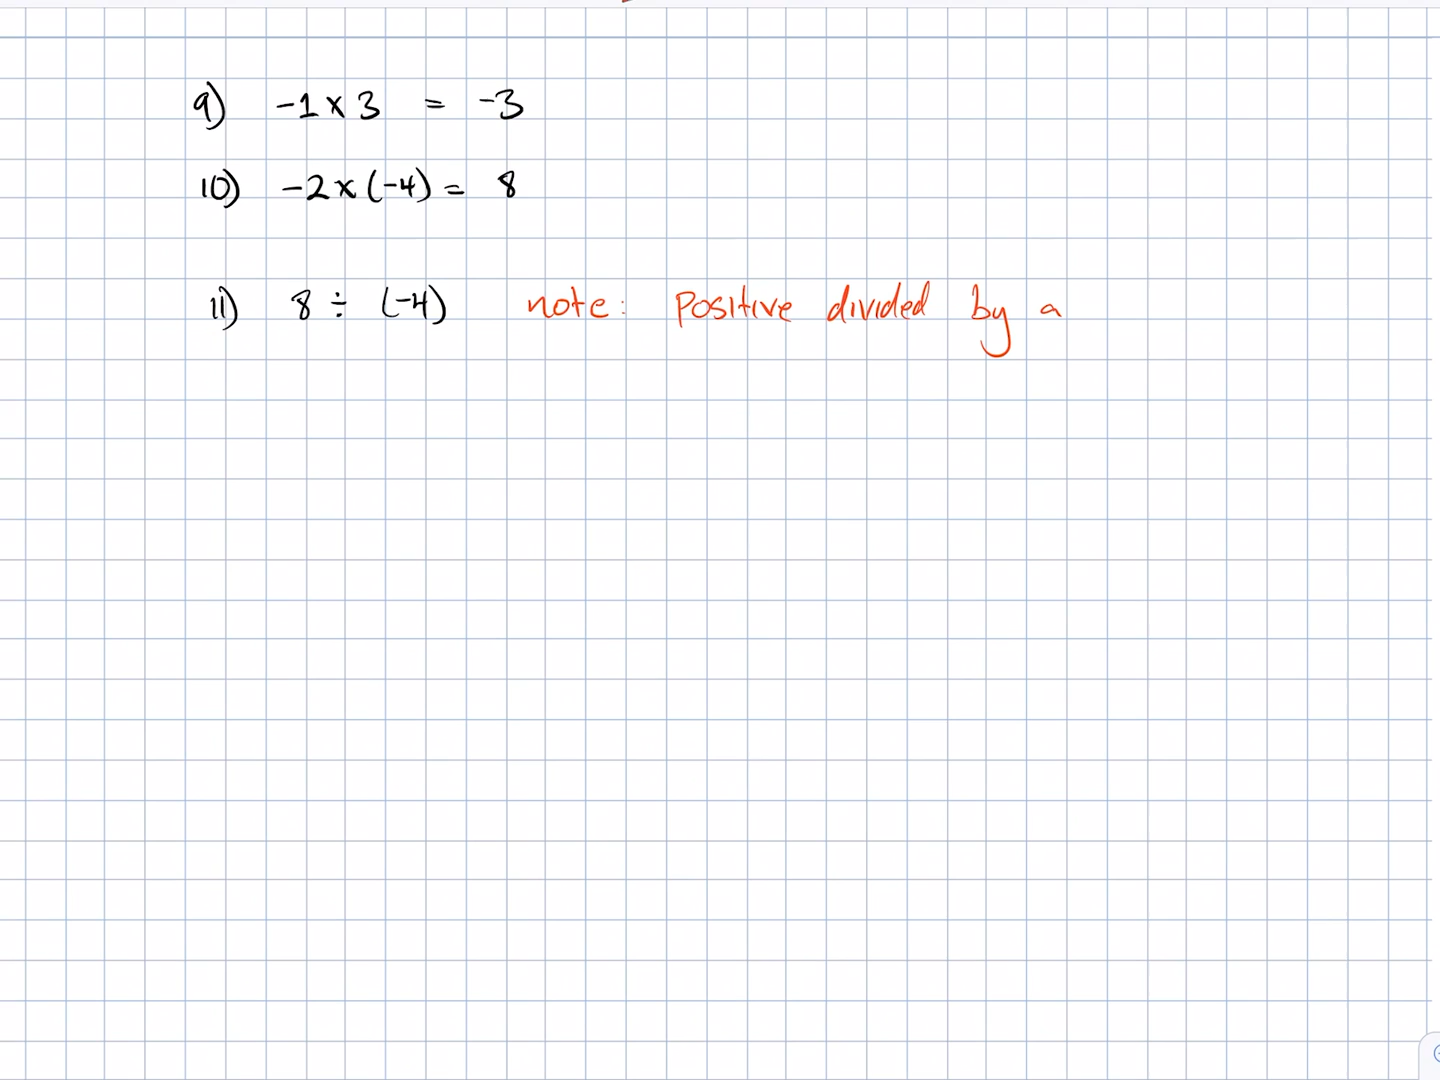 9) -1 x 3 = -3
10) -2 x (-4) = 8
11) 8 ÷ (-4) note: Positive divided by a